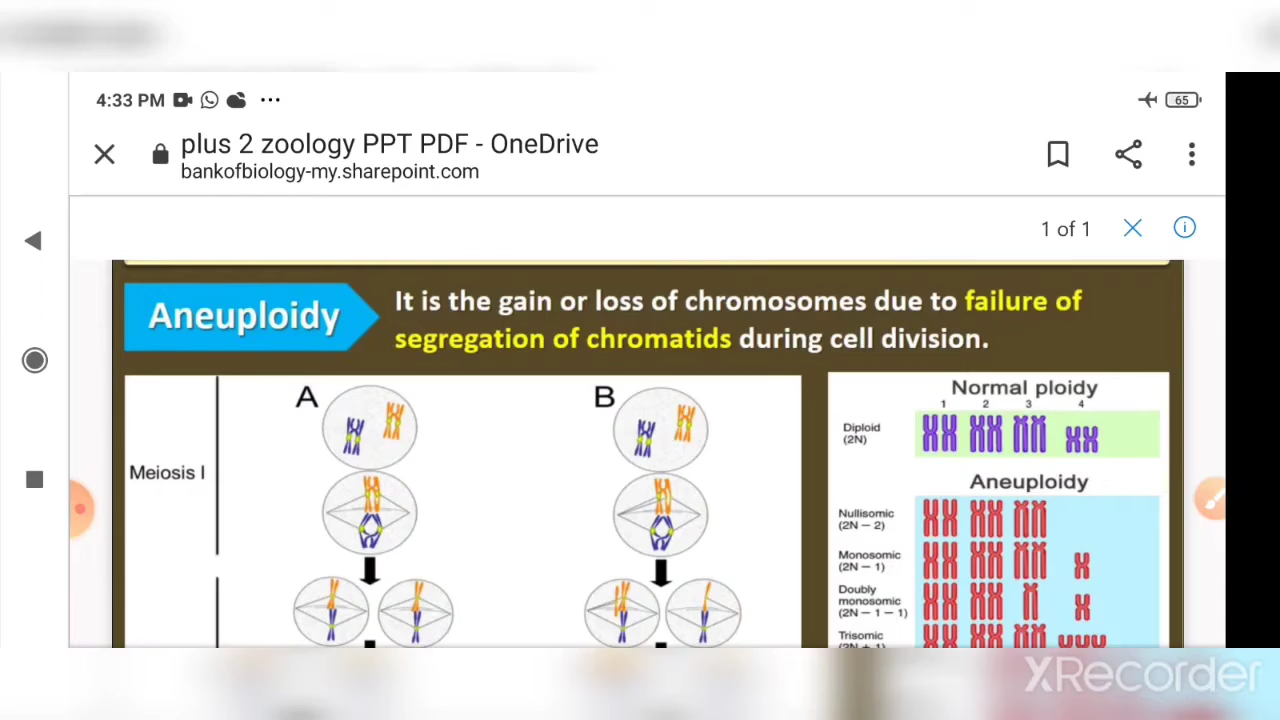 4:33 PM
65
plus 2 zoology PPT PDF - OneDrive
bankofbiology-my.sharepoint.com
1 of 1
Aneuploidy
It is the gain or loss of chromosomes due to failure of
segregation of chromatids during cell division.
A
B
Meiosis I
Normal ploidy
1 2 3 4
Diploid
(2N)
Aneuploidy
Nullisomic
(2N – 2)
Monosomic
(2N – 1)
Doubly
monosomic
(2N – 1 – 1)
Trisomic
(2N + 1)
XRecorder